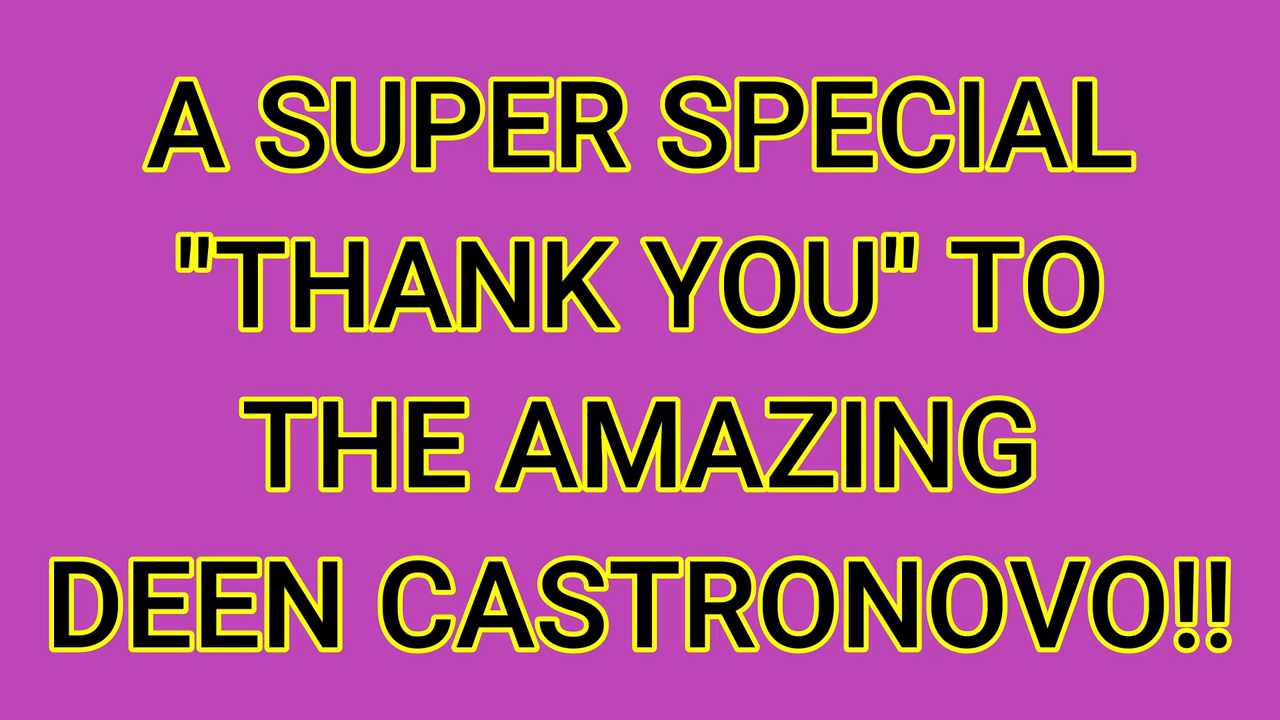 A SUPER SPECIAL
"THANK YOU" TO
THE AMAZING
DEEN CASTRONOVO!!